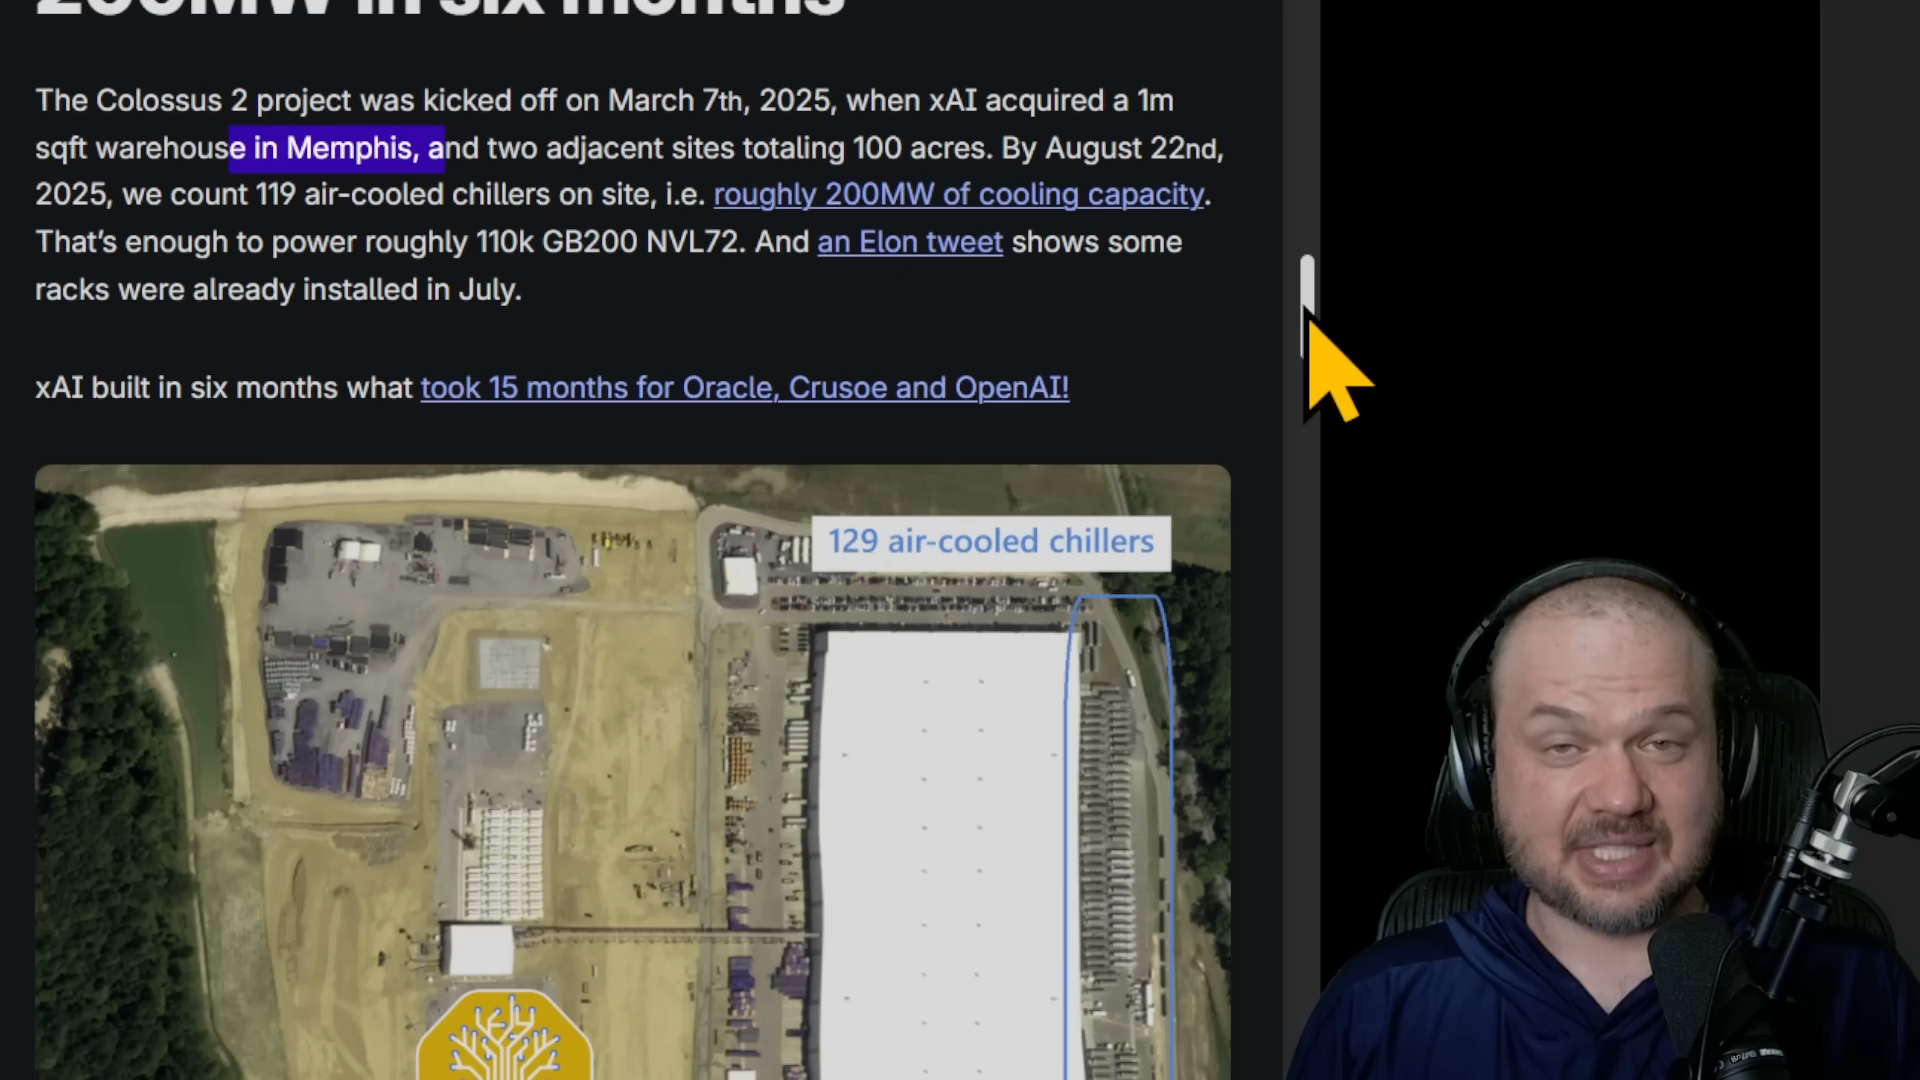 200MW in six months
The Colossus 2 project was kicked off on March 7th, 2025, when xAI acquired a 1m
sqft warehouse in Memphis, and two adjacent sites totaling 100 acres. By August 22nd,
2025, we count 119 air-cooled chillers on site, i.e. roughly 200MW of cooling capacity.
That’s enough to power roughly 110k GB200 NVL72. And an Elon tweet shows some
racks were already installed in July.
xAI built in six months what took 15 months for Oracle, Crusoe and OpenAI!
129 air-cooled chillers